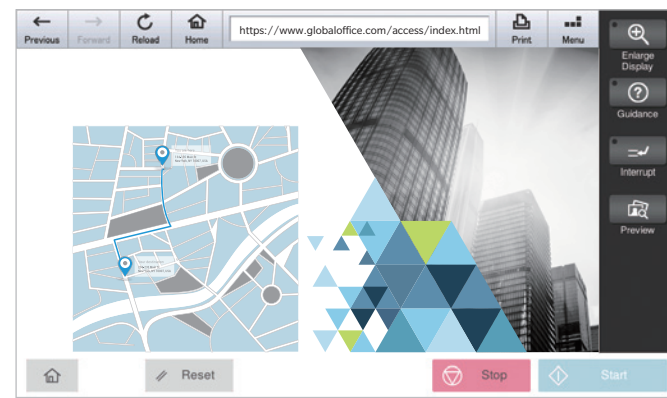 Previous
Forward
Reload
Home
https://www.globaloffice.com/access/index.html
Print
Menu
Enlarge
Display
Guidance
Interrupt
Preview
Reset
Stop
Start